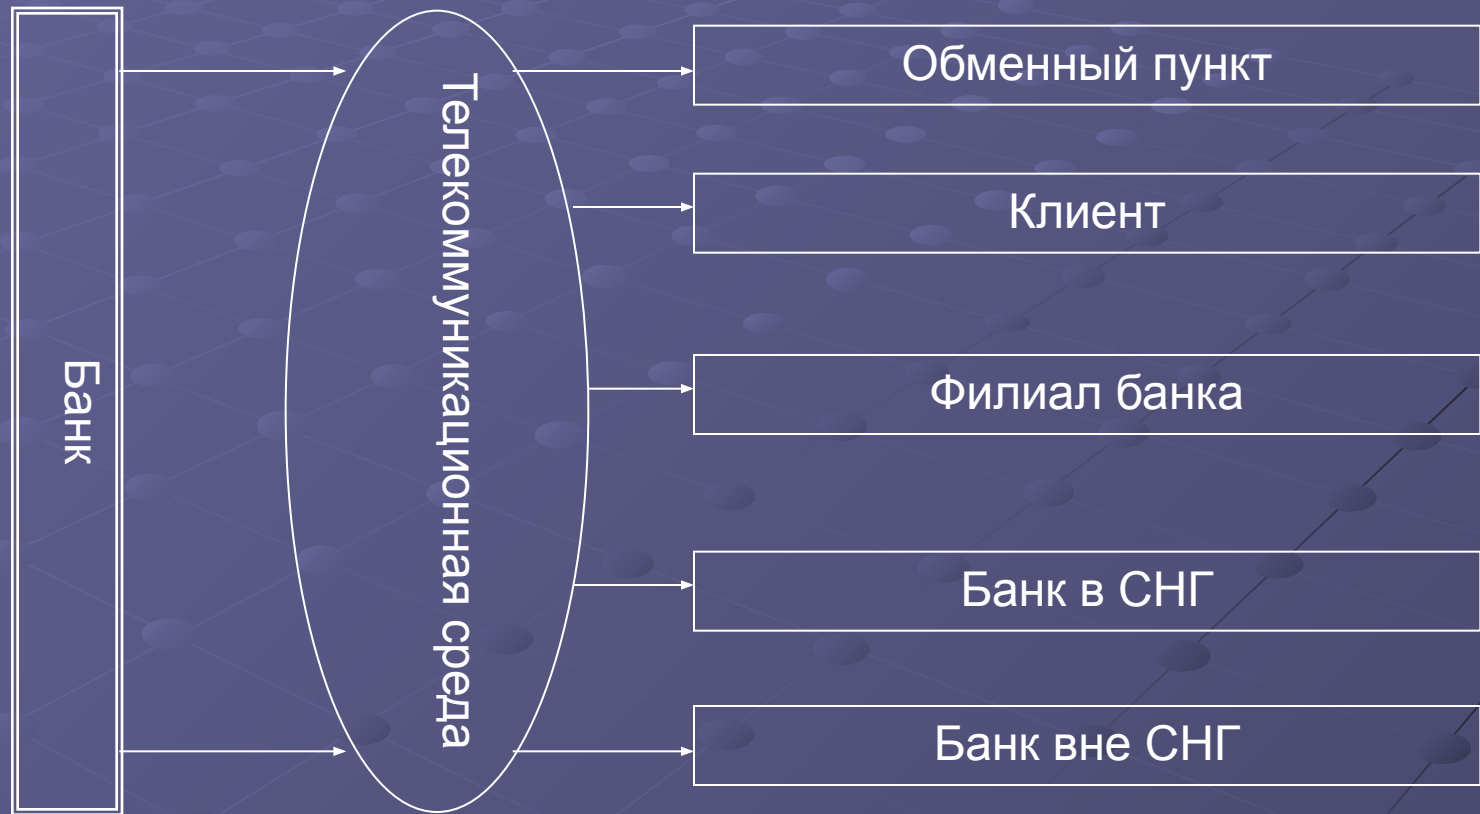 Банк
Телекоммуникационная среда
Обменный пункт
Клиент
Филиал банка
Банк в СНГ
Банк вне СНГ